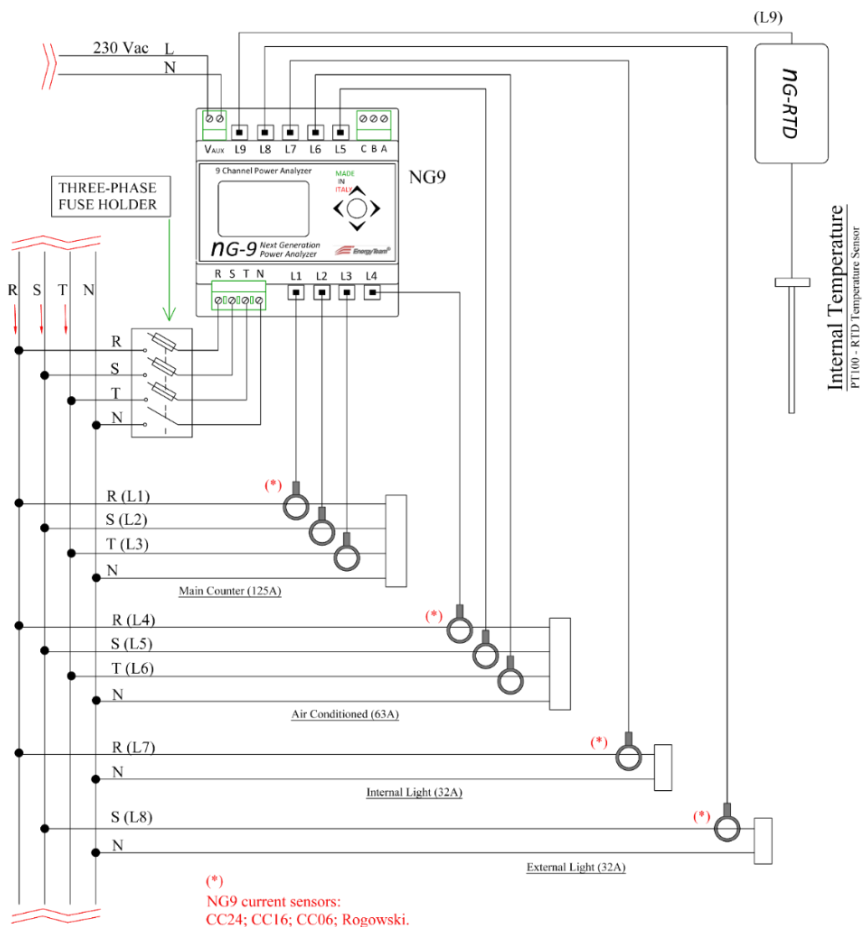 (L9)
230 Vac L
N
nG-RTD
VAUX L9 L8 L7 L6 L5 C B A
9 Channel Power Analyzer
MADE
IN
ITALY
NG9
THREE-PHASE
FUSE HOLDER
nG-9 Next Generation
Power Analyzer
EnergyTeam®
R S T N L1 L2 L3 L4
Internal Temperature
PT100 - RTD Temperature Sensor
R S T N
R
S
T
N
(*)
R (L1)
S (L2)
T (L3)
N
Main Counter (125A)
(*)
R (L4)
S (L5)
T (L6)
N
Air Conditioned (63A)
(*)
R (L7)
N
Internal Light (32A)
(*)
S (L8)
N
External Light (32A)
(*)
NG9 current sensors:
CC24; CC16; CC06; Rogowski.